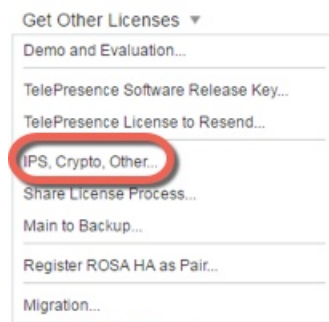 Get Other Licenses ▼
Demo and Evaluation...
TelePresence Software Release Key...
TelePresence License to Resend...
IPS, Crypto, Other...
Share License Process...
Main to Backup...
Register ROSA HA as Pair...
Migration...